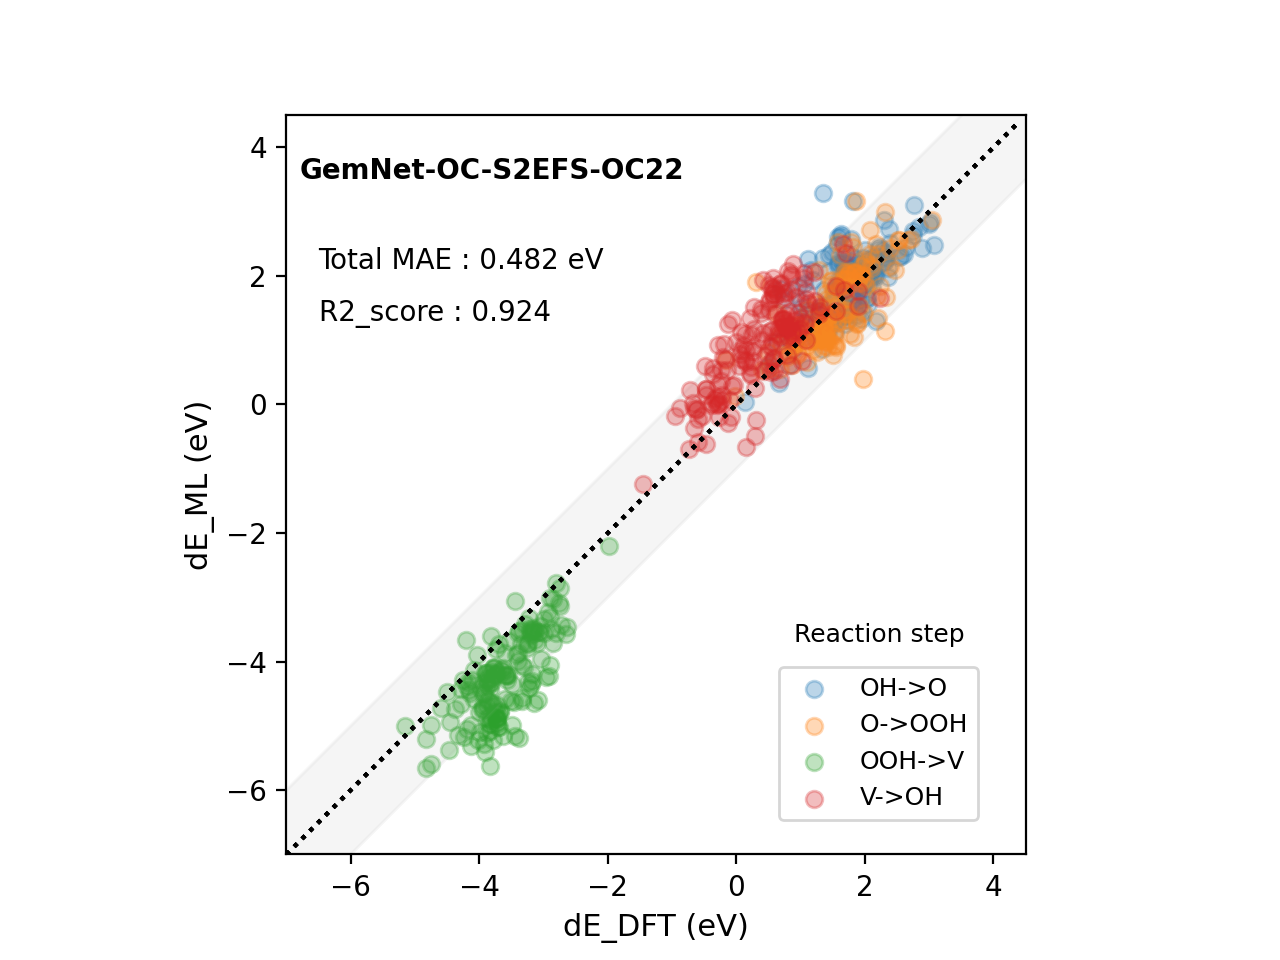 GemNet-OC-S2EFS-OC22
Total MAE : 0.482 eV
R2_score : 0.924
dE_ML (eV)
4
2
0
−2
−4
−6
Reaction step
OH->O
O->OOH
OOH->V
V->OH
−6 −4 −2 0 2 4
dE_DFT (eV)